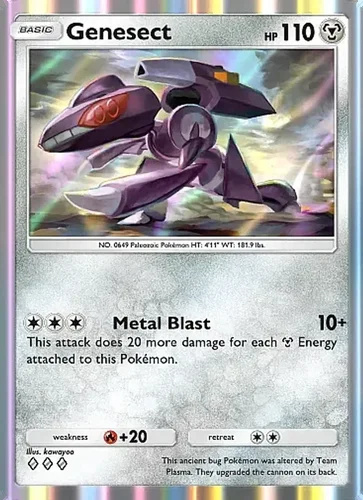 BASIC
Genesect
HP 110
NO. 0649 Paleozoic Pokémon HT: 4'11" WT: 181.9 lbs.
Metal Blast 10+
This attack does 20 more damage for each Energy
attached to this Pokémon.
weakness +20 retreat
Illus. kawayoo
This ancient bug Pokémon was altered by Team
Plasma. They upgraded the cannon on its back.